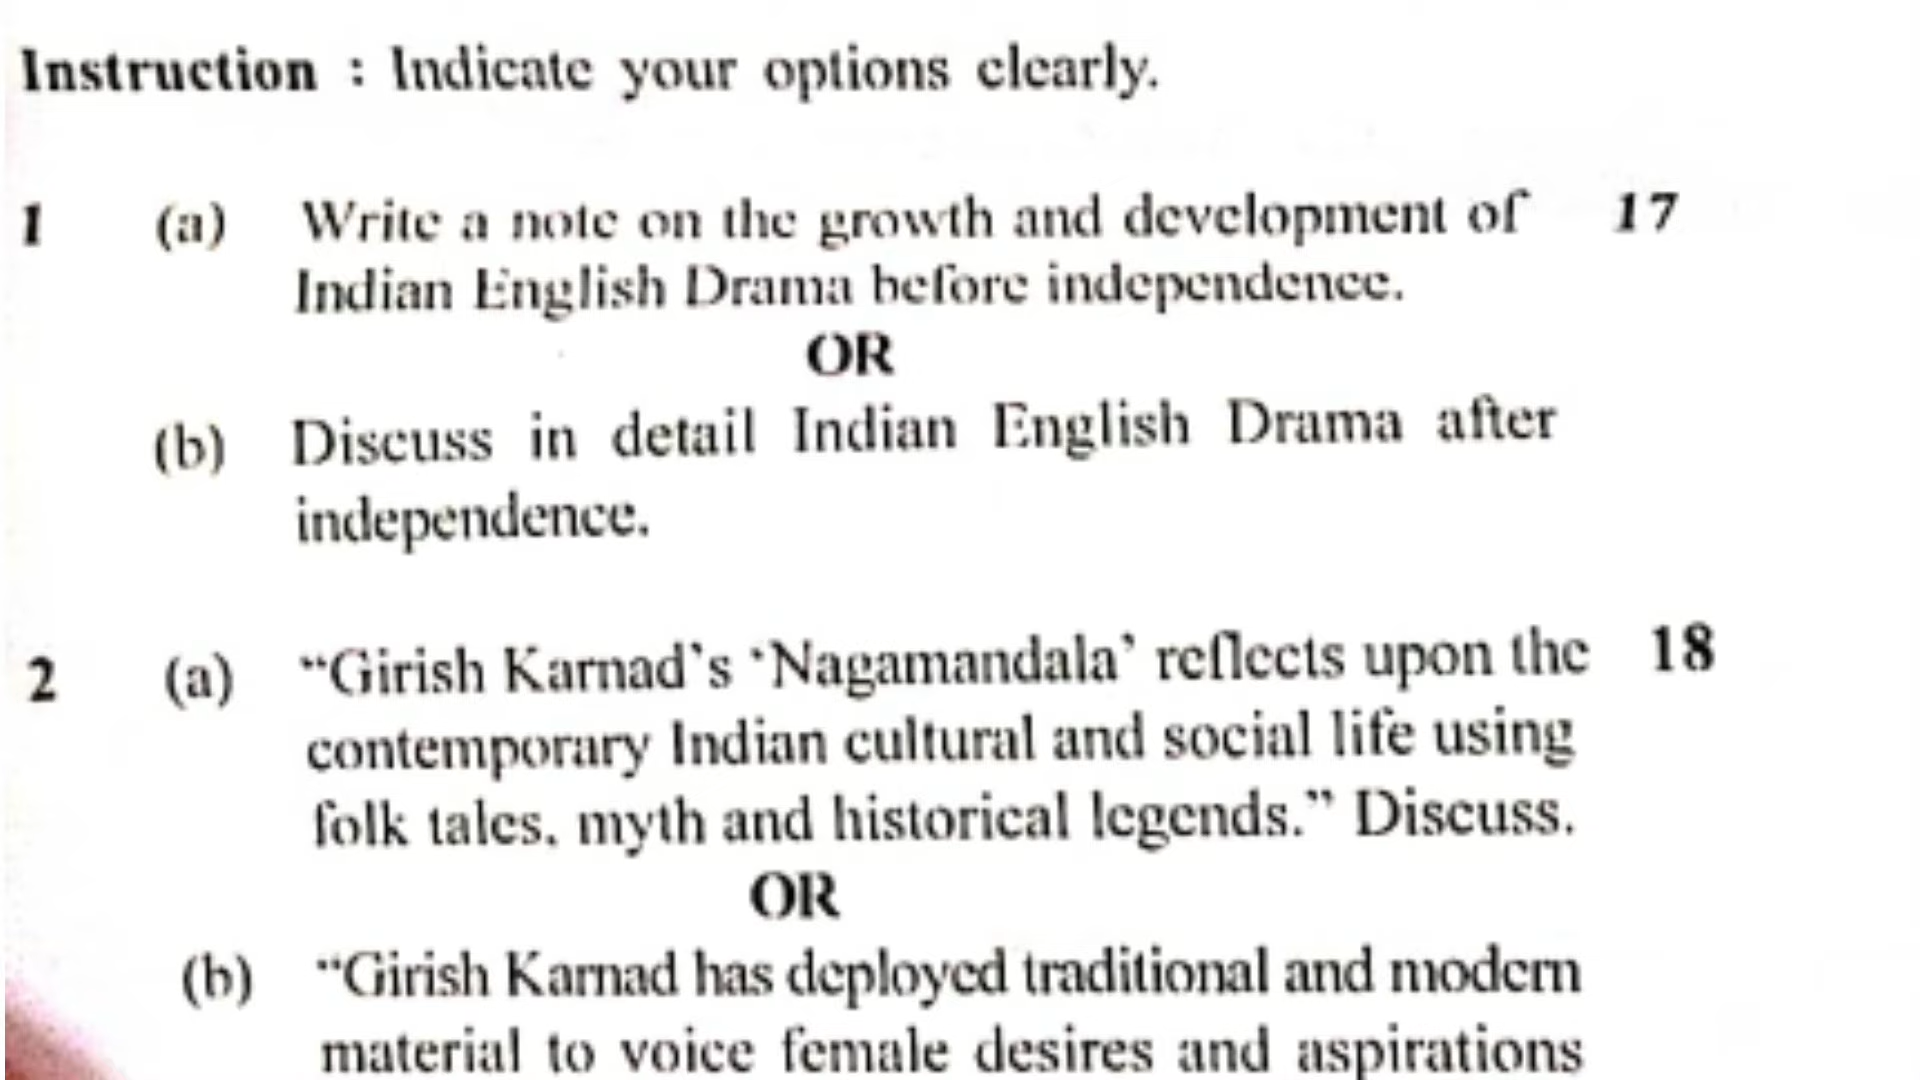 Instruction : Indicate your options clearly.
1 (a) Write a note on the growth and development of 17
Indian English Drama before independence.
OR
(b) Discuss in detail Indian English Drama after
independence.
2 (a) “Girish Karnad’s ‘Nagamandala’ reflects upon the 18
contemporary Indian cultural and social life using
folk tales, myth and historical legends.” Discuss.
OR
(b) “Girish Karnad has deployed traditional and modern
material to voice female desires and aspirations